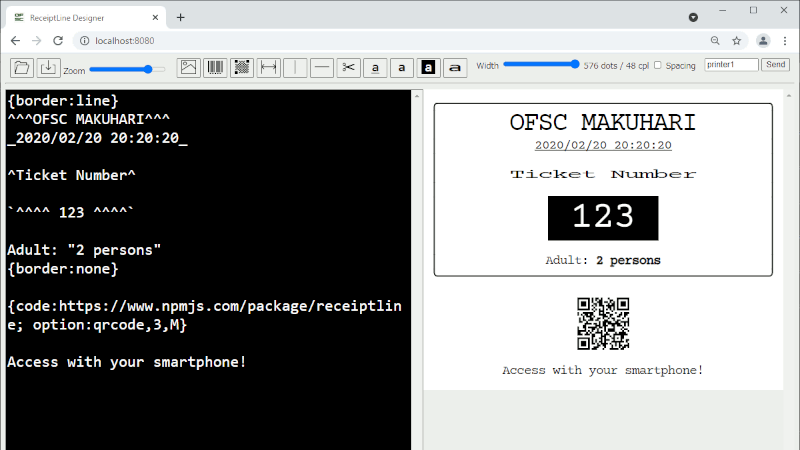 ReceiptLine Designer
localhost:8080
Zoom
a
a
a
a
Width
576 dots / 48 cpl
Spacing
printer1
Send
{border:line}
^^^OFSC MAKUHARI^^^
_2020/02/20 20:20:20_
^Ticket Number^
`^^^^ 123 ^^^^`
Adult: "2 persons"
{border:none}
{code:https://www.npmjs.com/package/receiptlin
e; option:qrcode,3,M}
Access with your smartphone!
OFSC MAKUHARI
2020/02/20 20:20:20
Ticket Number
123
Adult: 2 persons
Access with your smartphone!